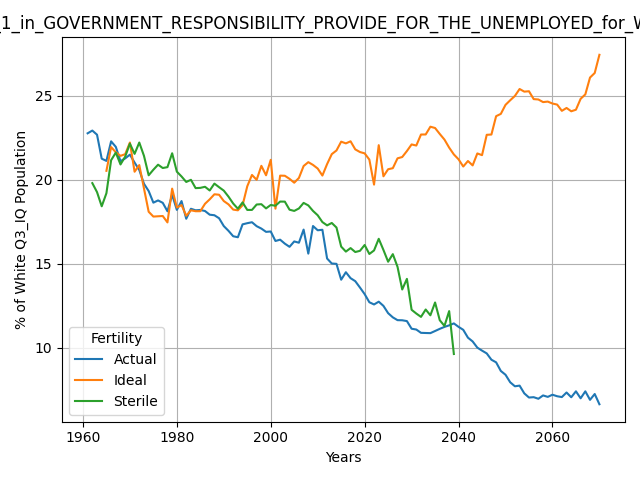 _1_in_GOVERNMENT_RESPONSIBILITY_PROVIDE_FOR_THE_UNEMPLOYED_for_W
% of White Q3_IQ Population
25
20
15
10
Fertility
Actual
Ideal
Sterile
1960
1980
2000
2020
2040
2060
Years